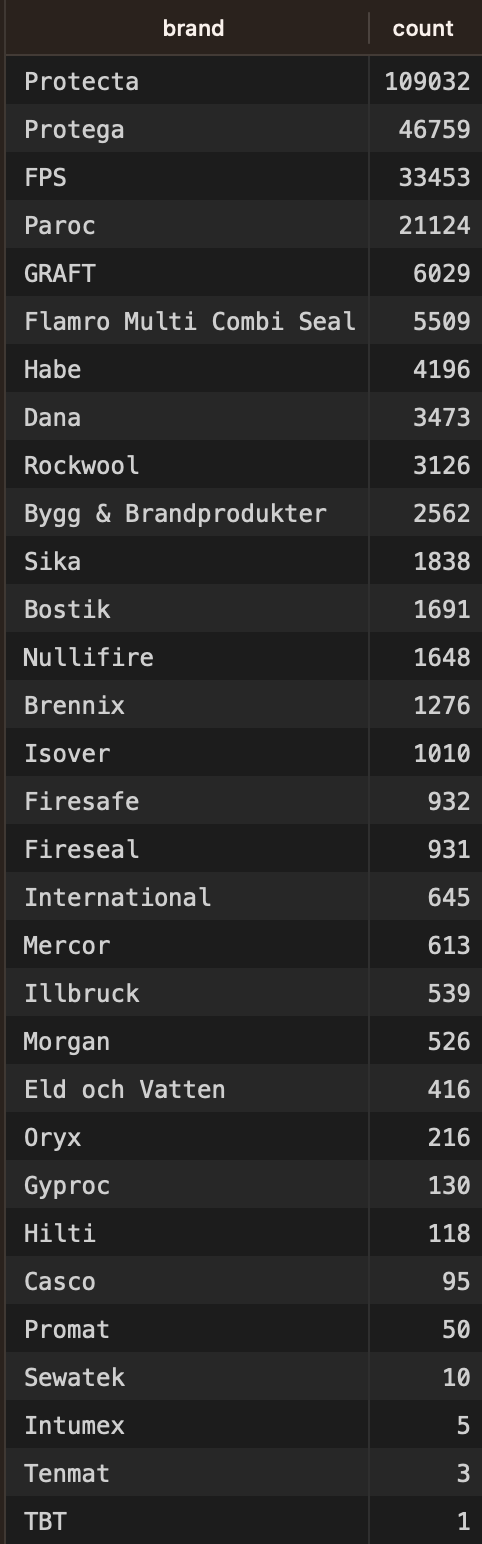 brand count
Protecta 109032
Protega 46759
FPS 33453
Paroc 21124
GRAFT 6029
Flamro Multi Combi Seal 5509
Habe 4196
Dana 3473
Rockwool 3126
Bygg & Brandprodukter 2562
Sika 1838
Bostik 1691
Nullifire 1648
Brennix 1276
Isover 1010
Firesafe 932
Fireseal 931
International 645
Mercor 613
Illbruck 539
Morgan 526
Eld och Vatten 416
Oryx 216
Gyproc 130
Hilti 118
Casco 95
Promat 50
Sewatek 10
Intumex 5
Tenmat 3
TBT 1